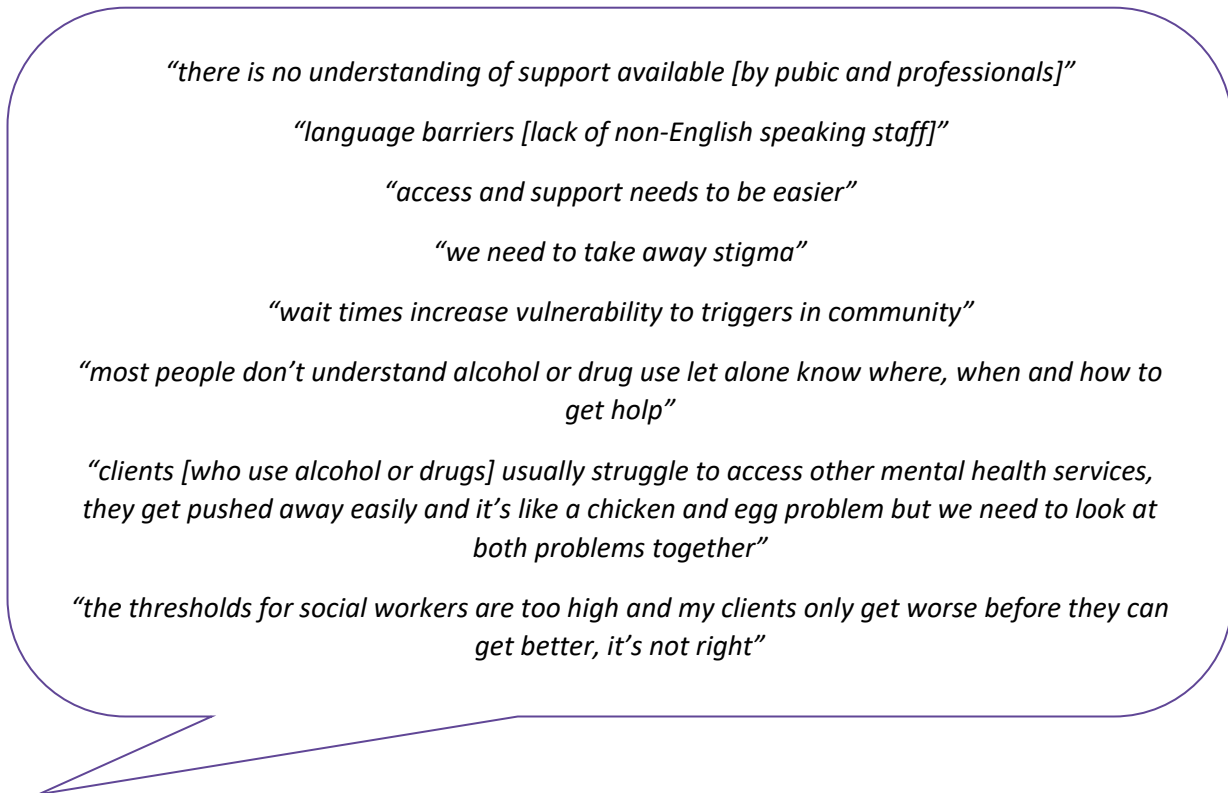 “there is no understanding of support available [by pubic and professionals]”
“language barriers [lack of non-English speaking staff]”
“access and support needs to be easier”
“we need to take away stigma”
“wait times increase vulnerability to triggers in community”
“most people don’t understand alcohol or drug use let alone know where, when and how to
get holp”
“clients [who use alcohol or drugs] usually struggle to access other mental health services,
they get pushed away easily and it’s like a chicken and egg problem but we need to look at
both problems together”
“the thresholds for social workers are too high and my clients only get worse before they can
get better, it’s not right”